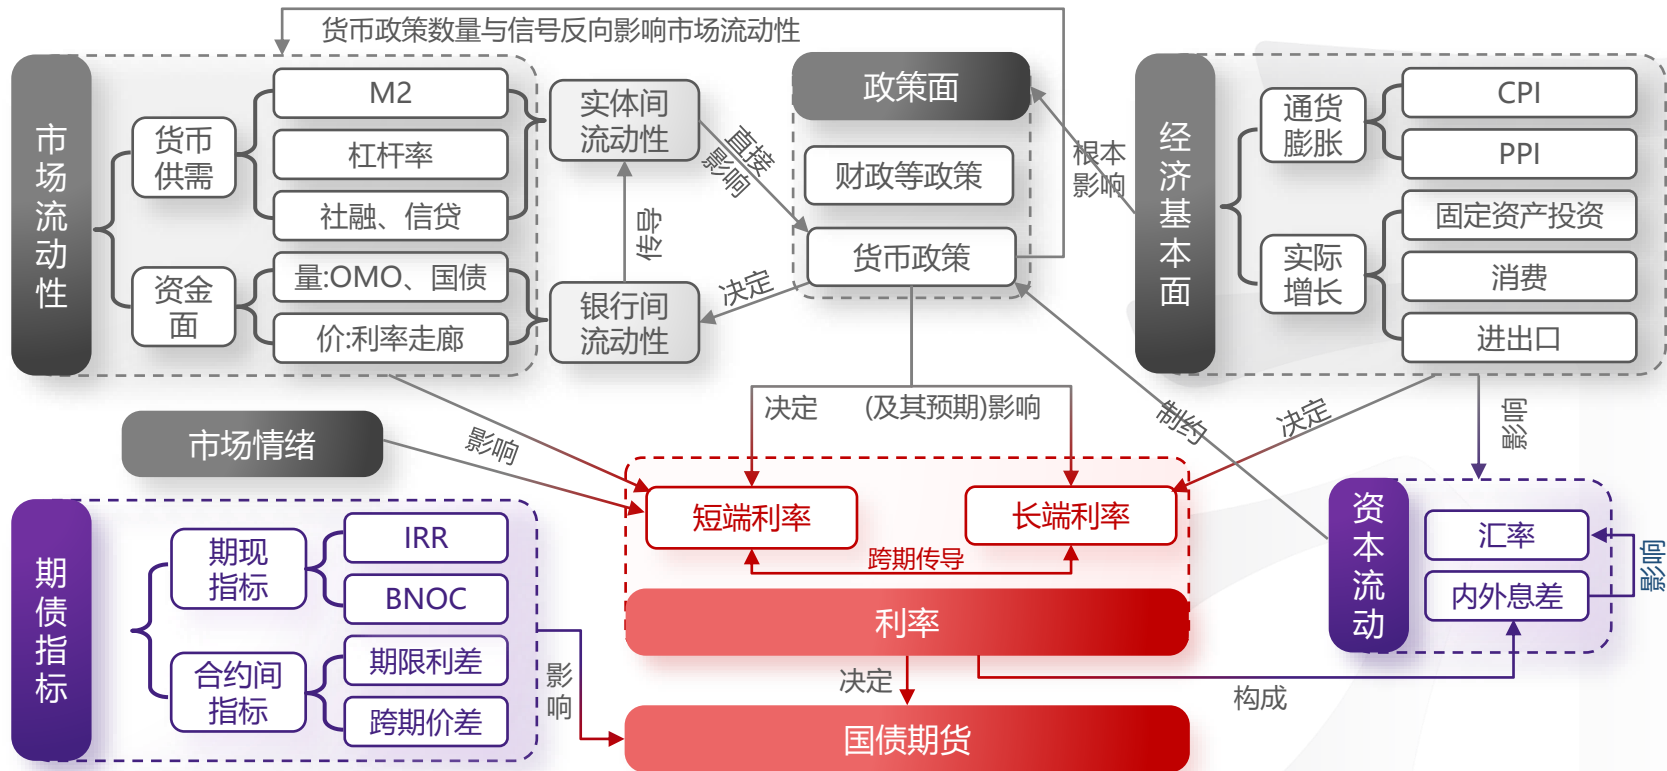 货币政策数量与信号反向影响市场流动性
市场流动性
货币
供需
M2
杠杆率
社融、信贷
资金
面
量:OMO、国债
价:利率走廊
实体间
流动性
传导
银行间
流动性
直接
影响
决定
政策面
财政等政策
货币政策
根本
影响
经济基本面
通货
膨胀
CPI
PPI
实际
增长
固定资产投资
消费
进出口
市场情绪
影响
决定
(及其预期)影响
制约
决定
影响
短端利率
长端利率
跨期传导
利率
决定
构成
国债期货
期债指标
期现
指标
IRR
BNOC
合约间
指标
期限利差
跨期价差
影
响
资本流动
汇率
内外息差
影响